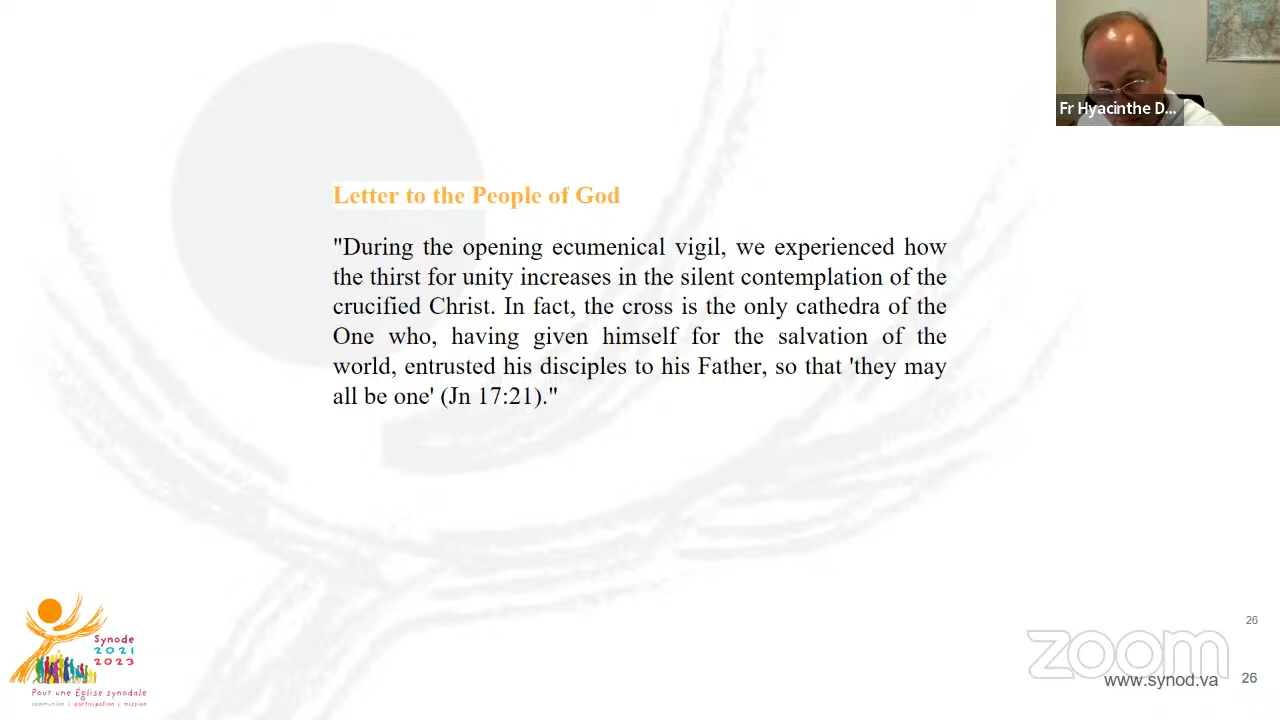 Fr Hyacinthe D...
Letter to the People of God
"During the opening ecumenical vigil, we experienced how
the thirst for unity increases in the silent contemplation of the
crucified Christ. In fact, the cross is the only cathedra of the
One who, having given himself for the salvation of the
world, entrusted his disciples to his Father, so that 'they may
all be one' (Jn 17:21)."
Synode
2021
2023
Pour une Église synodale
communion | participation | mission
26
zoom
www.synod.va
26